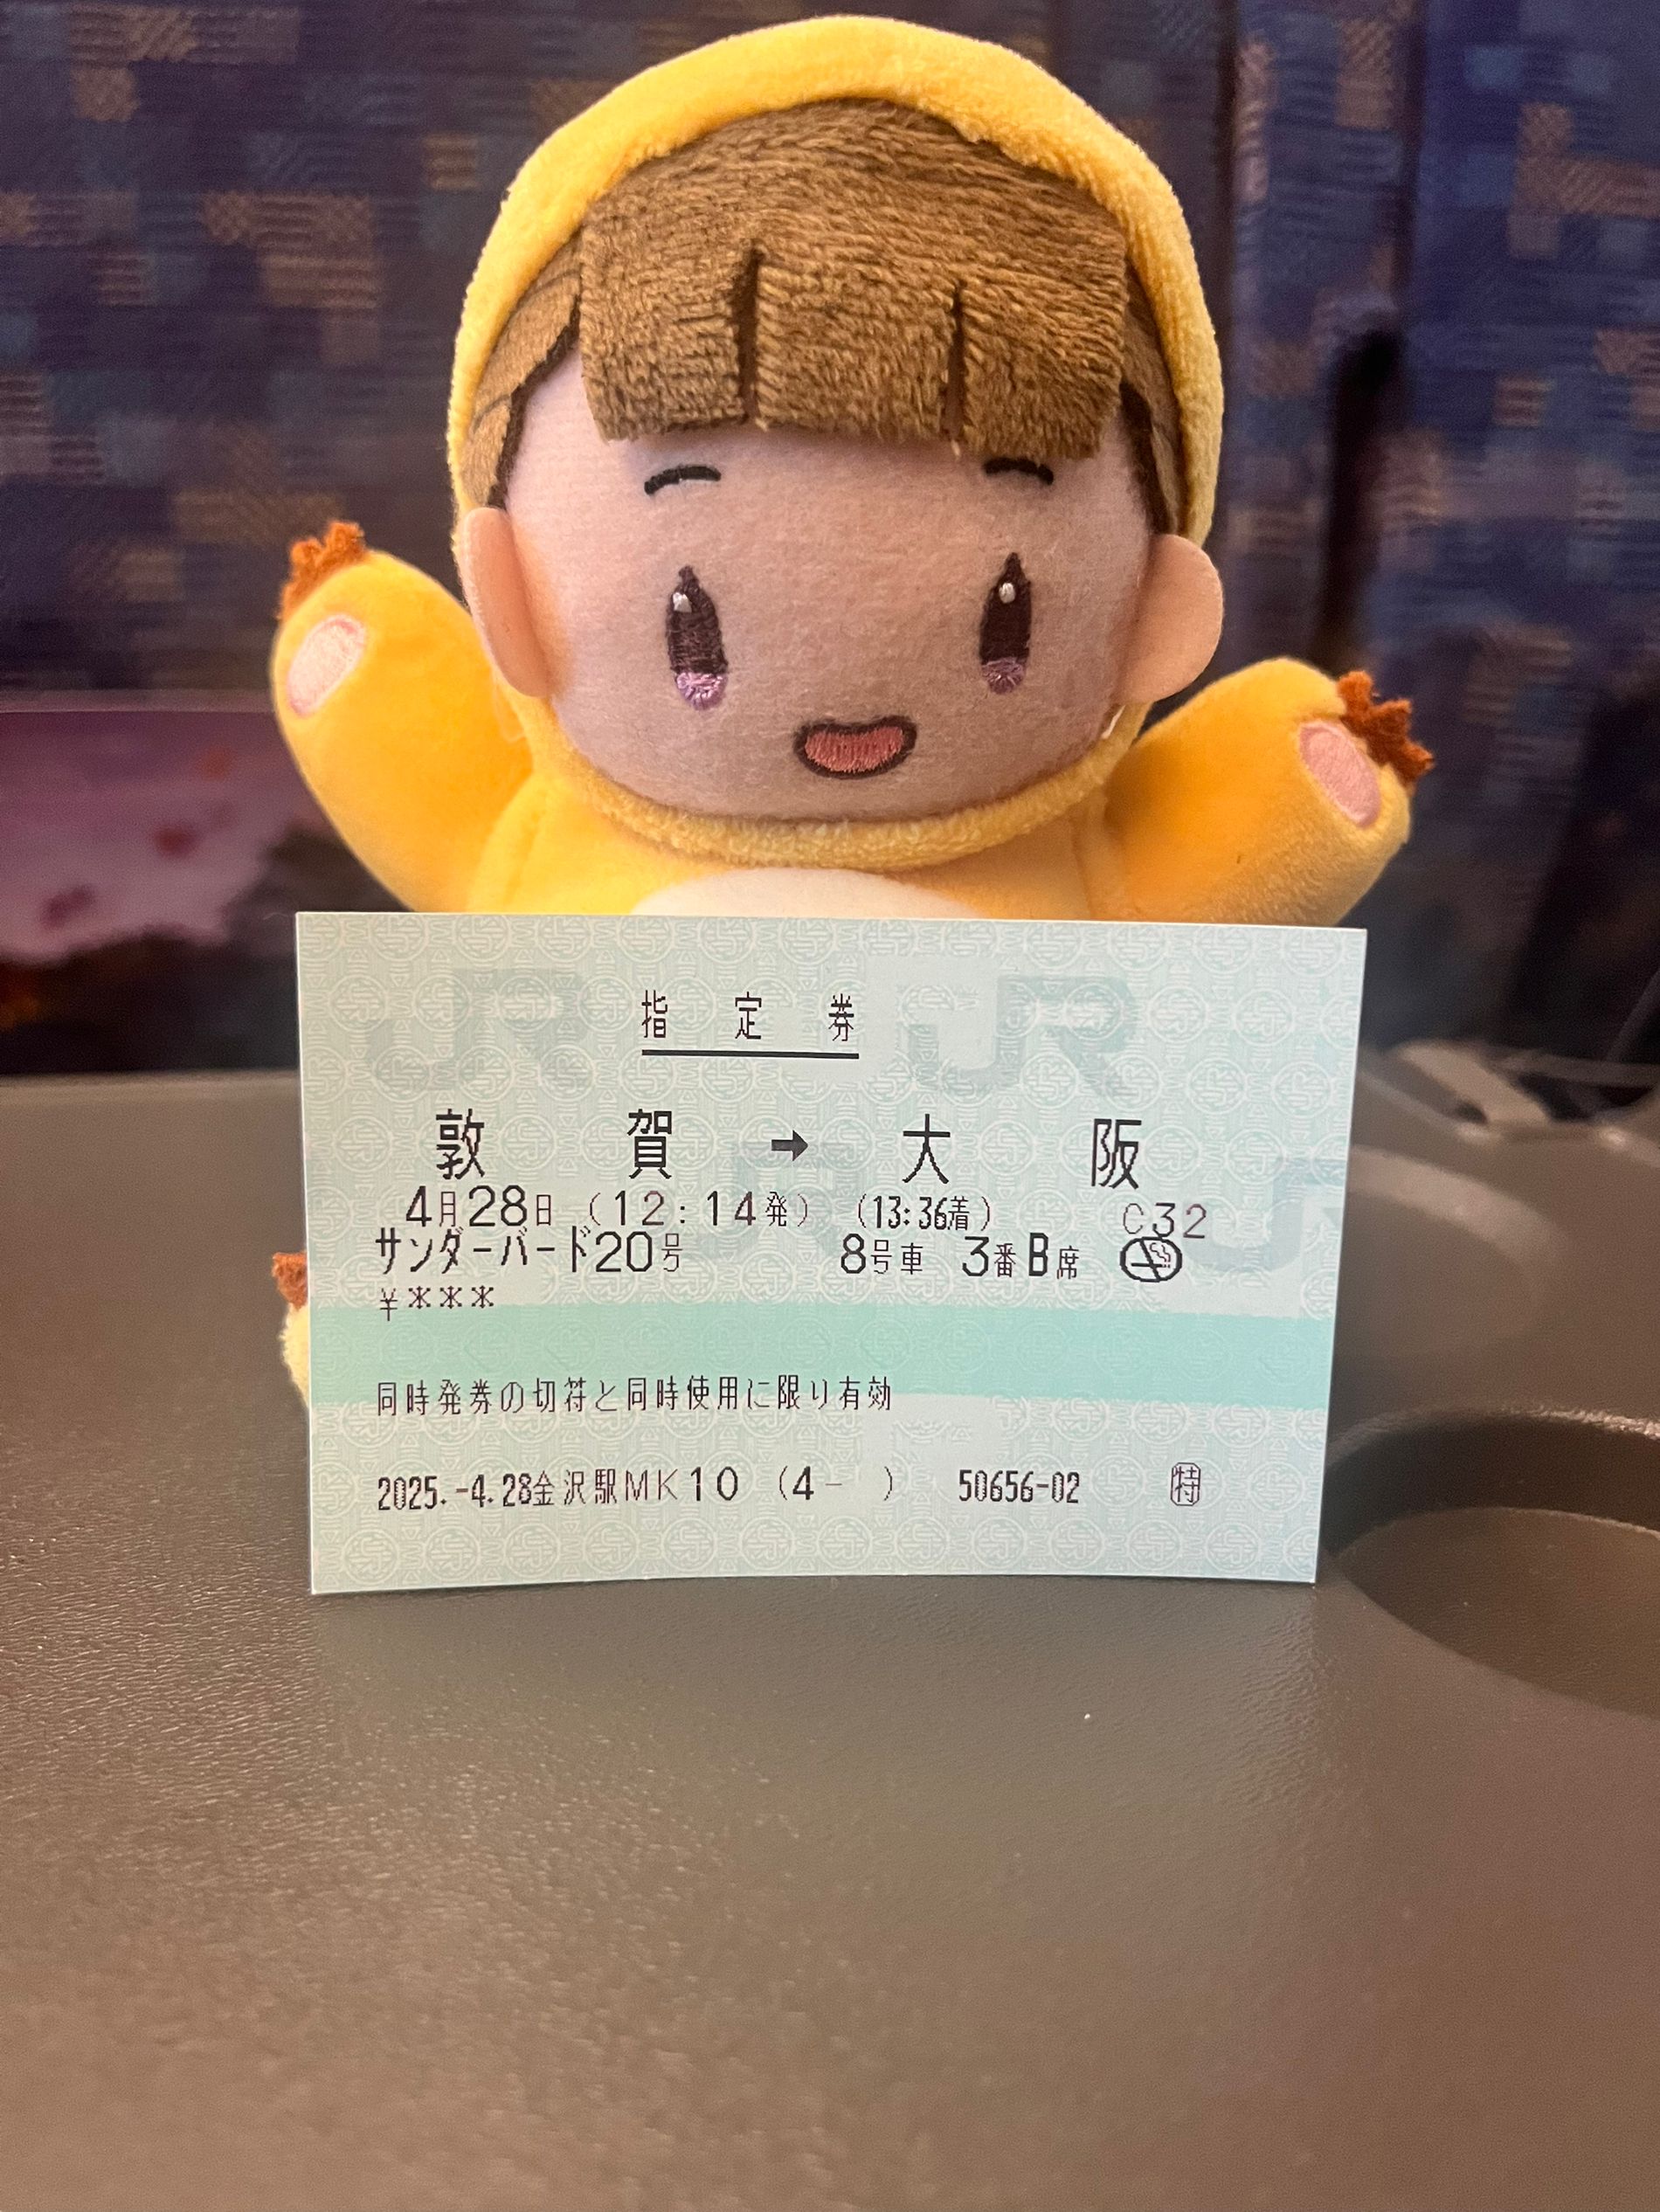 指定券
敦賀➡大阪
4月28日（12:14発）（13:36着） C32
サンダーバード20号 8号車 3番B席
¥***
同時発券の切符と同時使用に限り有効
2025.-4.28金沢駅MK10（4-　） 50656-02 特